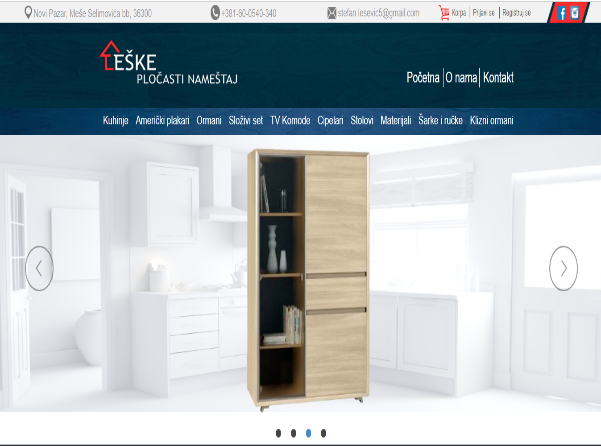 Novi Pazar, Meše Selimovića bb, 36300 +381-60-0540-340 stefan.lesevic5@gmail.com Korpa Prijavi se Registruj se
LEŠKE
PLOČASTI NAMEŠTAJ
Početna O nama Kontakt
Kuhinje Američki plakari Ormani Složivi set TV Komode Cipelari Stolovi Materijali Šarke i ručke Klizni ormani